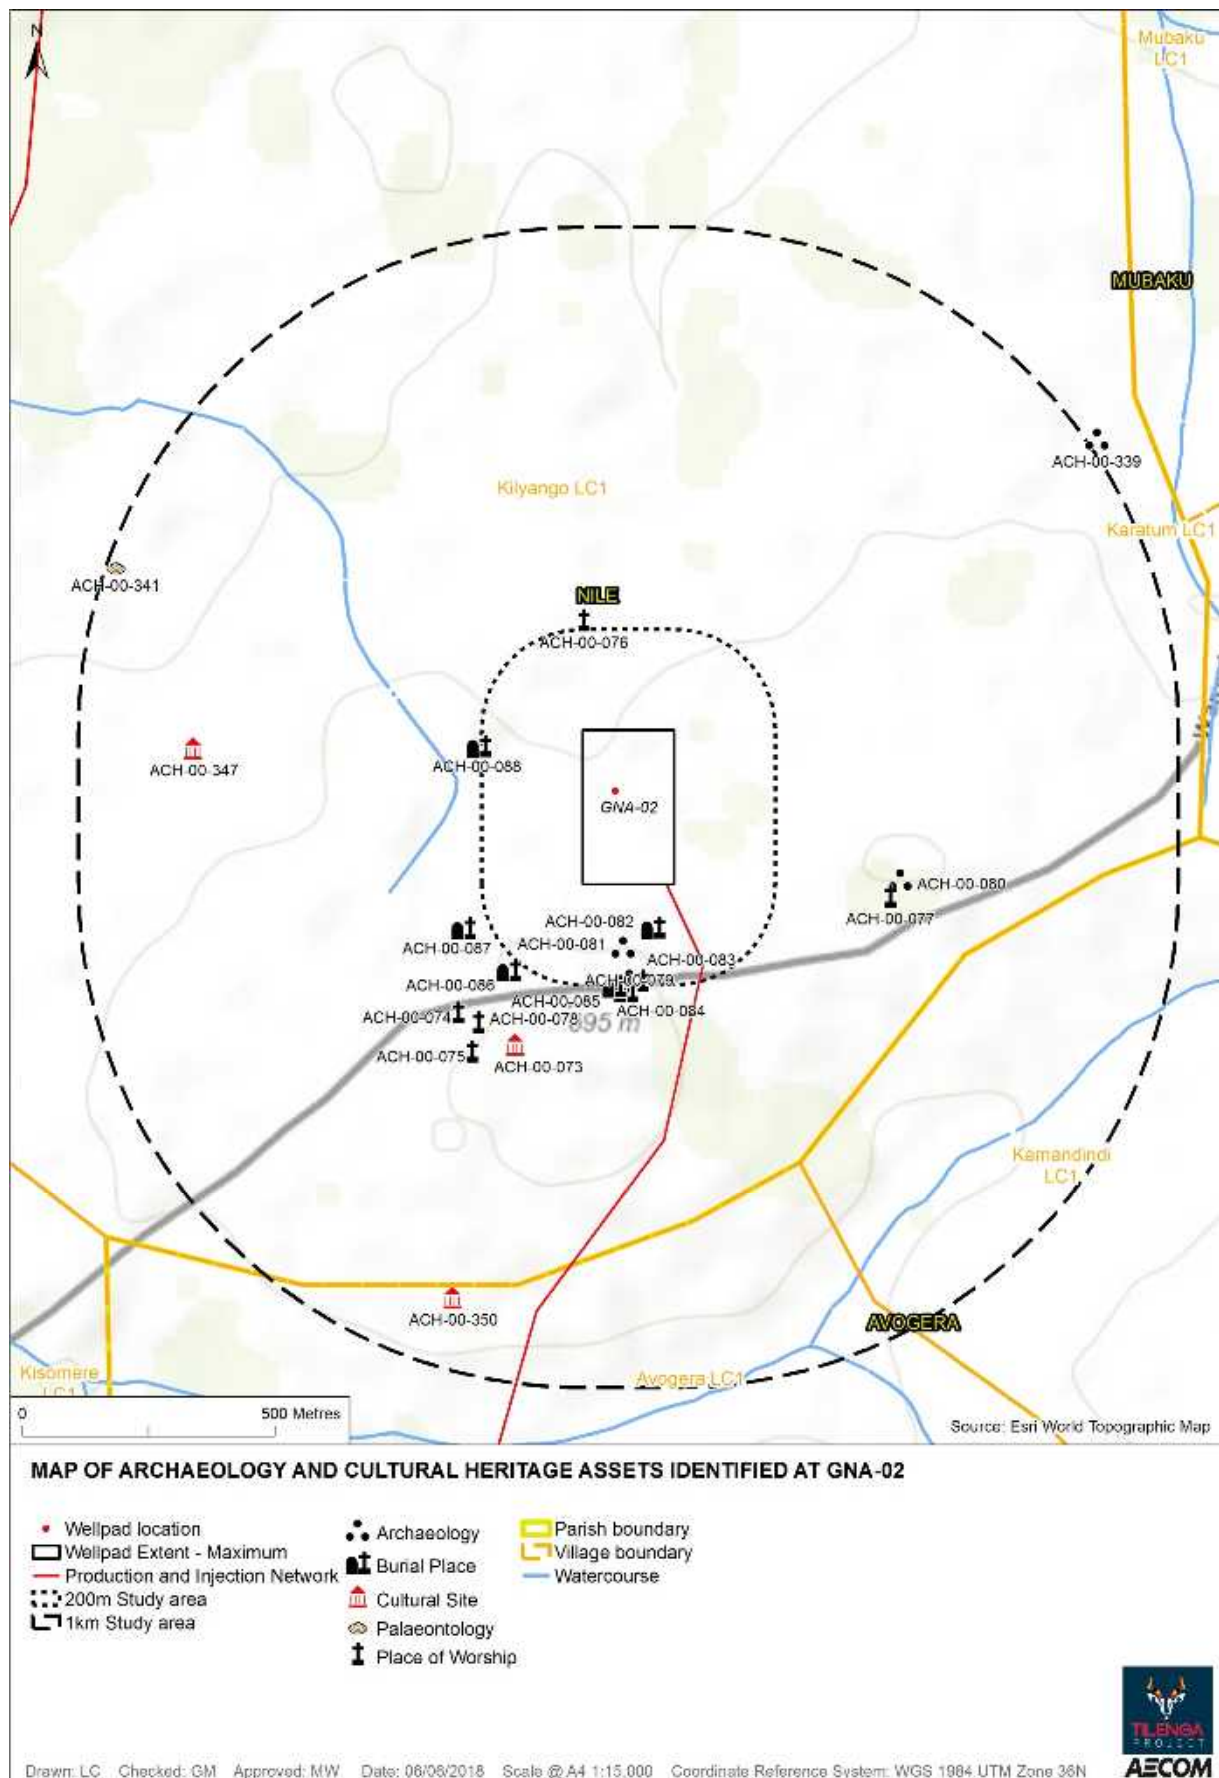 N
Mubaku
LC1
MUBAKU
ACH-00-339
Kilyango LC1
Karatum LC1
ACH-00-341
NILE
ACH-00-076
ACH-00-347
ACH-00-088
GNA-02
ACH-00-080
ACH-00-077
ACH-00-082
ACH-00-081
ACH-00-087
ACH-00-083
ACH-00-079
ACH-00-086
ACH-00-085
ACH-00-084
ACH-00-074
ACH-00-078
695 m
ACH-00-075
ACH-00-073
Kamandindi
LC1
ACH-00-350
AVOGERA
Kisomere
LC1
Avogera LC1
0 500 Metres
Source: Esri World Topographic Map
MAP OF ARCHAEOLOGY AND CULTURAL HERITAGE ASSETS IDENTIFIED AT GNA-02
Wellpad location
Wellpad Extent - Maximum
Production and Injection Network
200m Study area
1km Study area
Archaeology
Burial Place
Cultural Site
Palaeontology
Place of Worship
Parish boundary
Village boundary
Watercourse
TILENGA
PROJECT
AECOM
Drawn: LC Checked: GM Approved: MW Date: 06/06/2018 Scale @ A4 1:15,000 Coordinate Reference System: WGS 1984 UTM Zone 36N